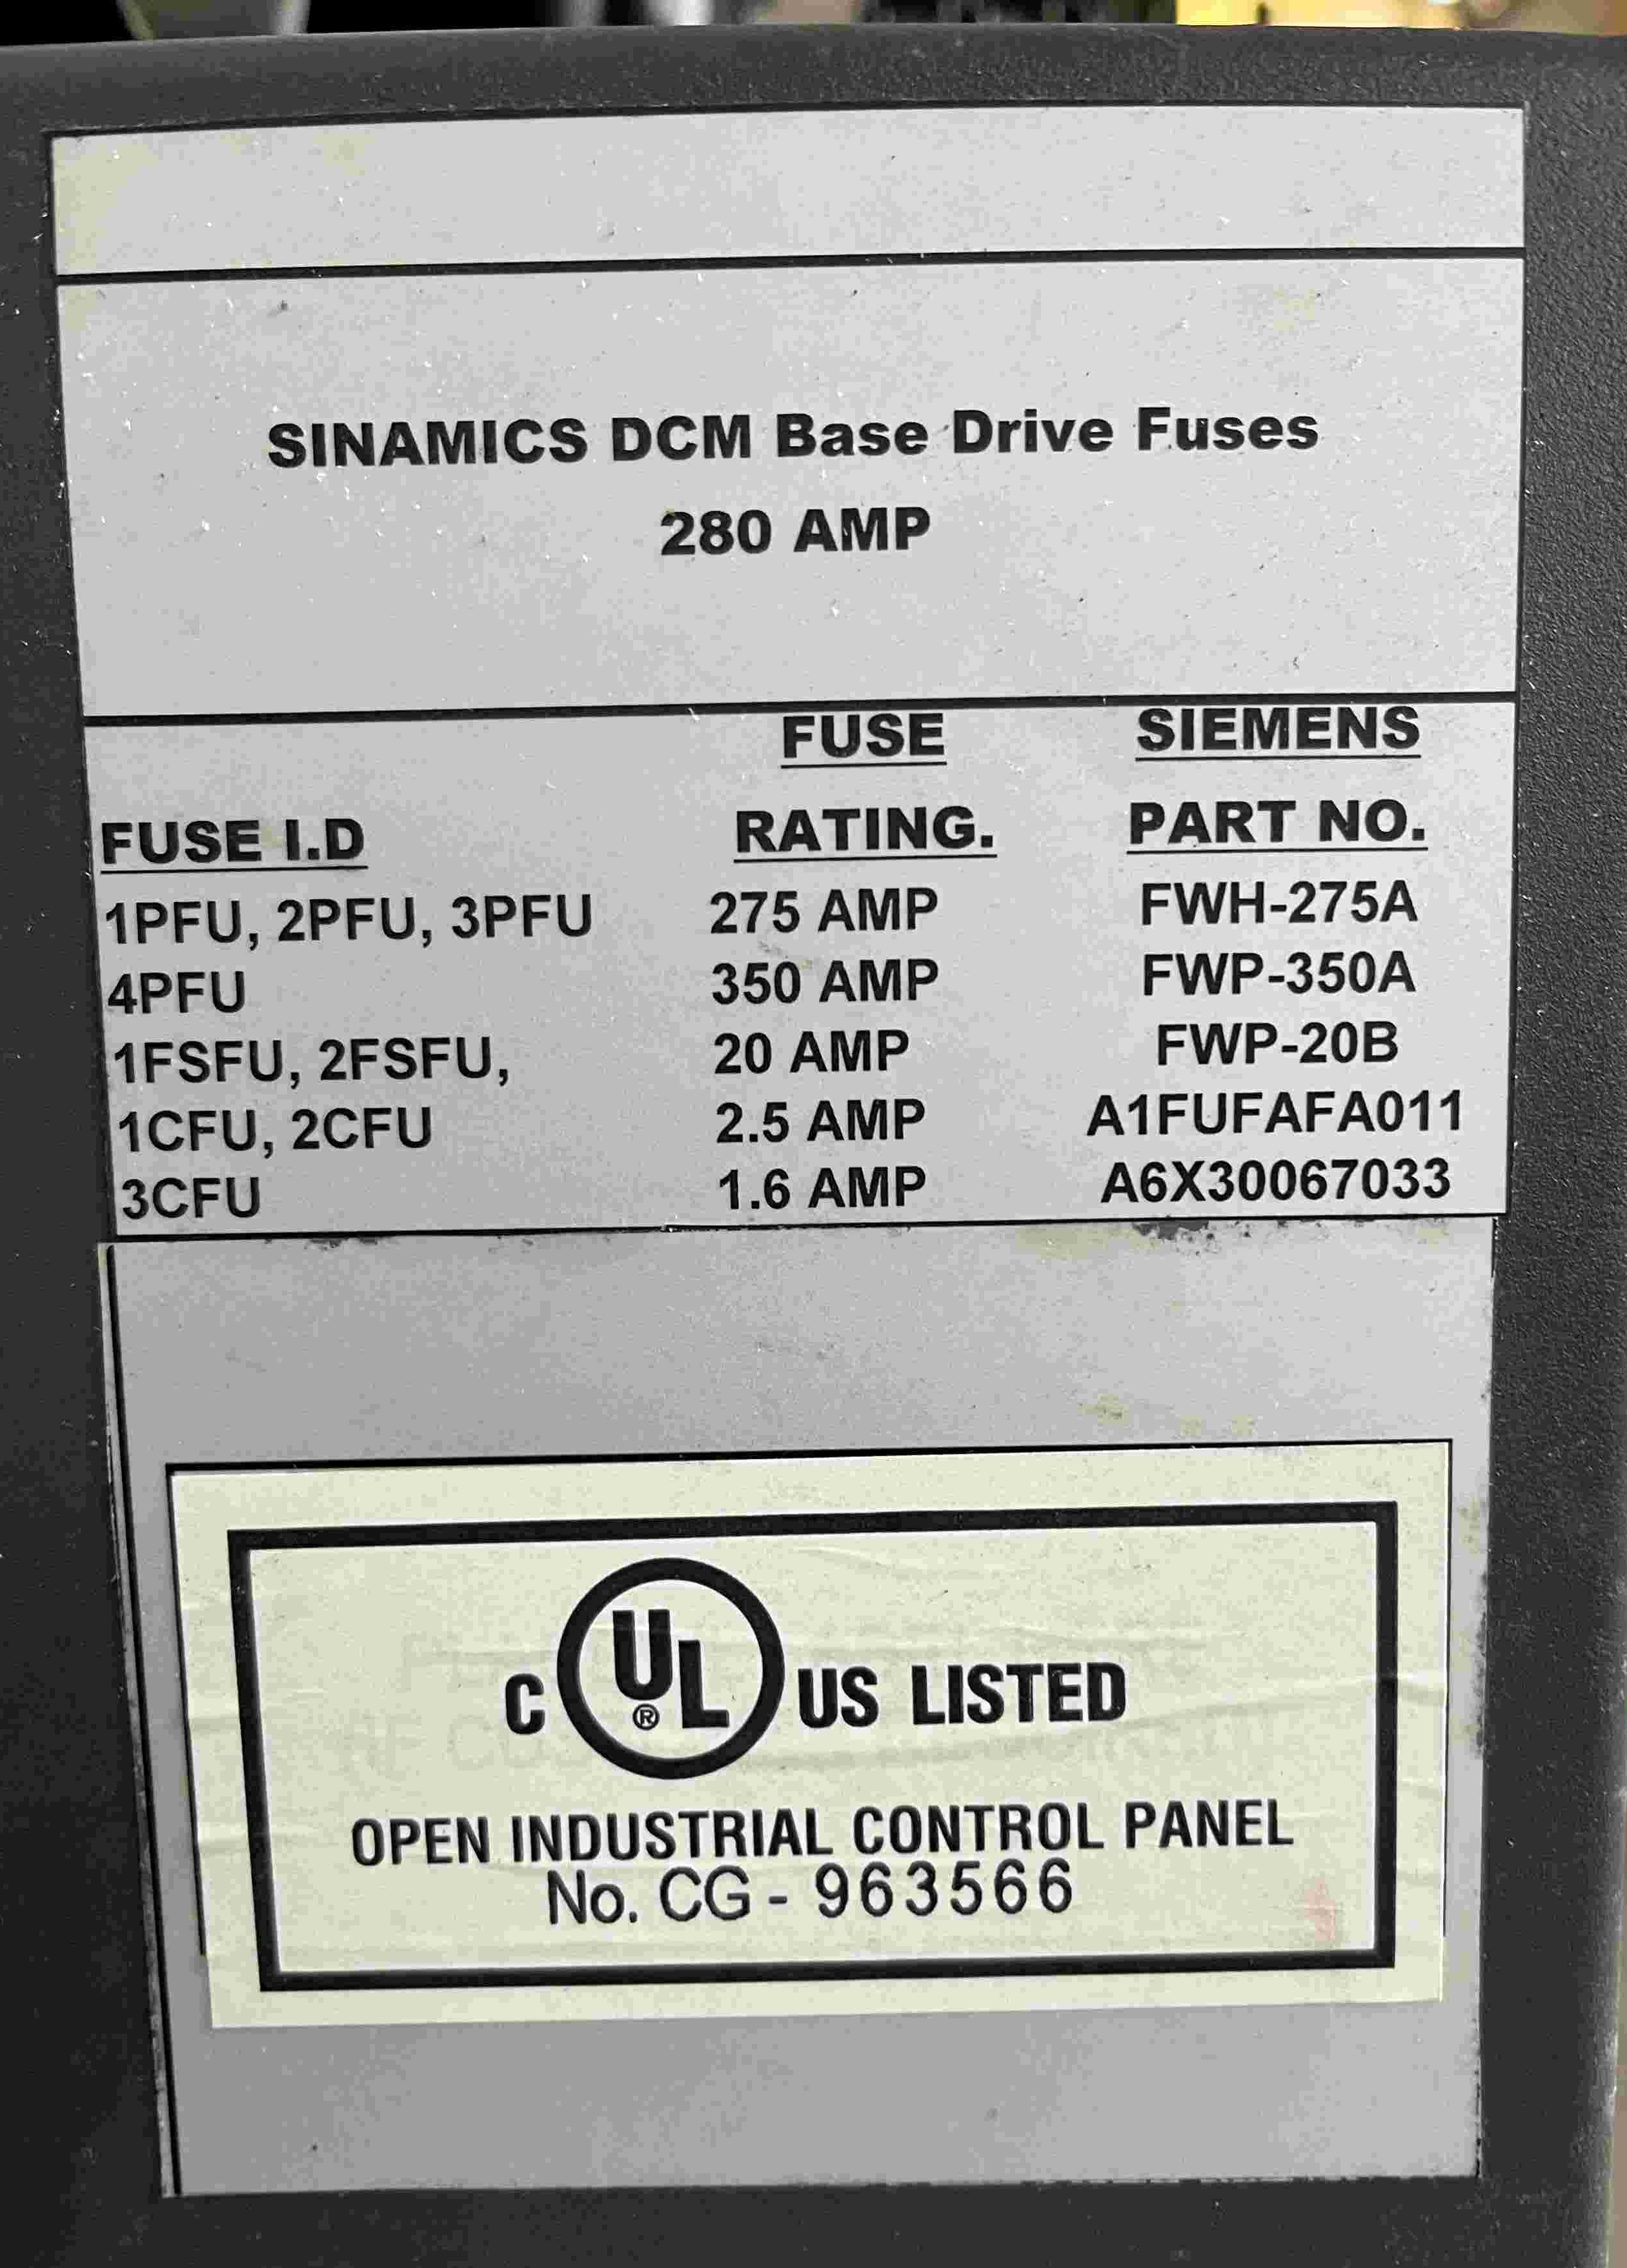 SINAMICS DCM Base Drive Fuses
280 AMP
FUSE SIEMENS
FUSE I.D RATING. PART NO.
1PFU, 2PFU, 3PFU 275 AMP FWH-275A
4PFU 350 AMP FWP-350A
1FSFU, 2FSFU, 20 AMP FWP-20B
1CFU, 2CFU 2.5 AMP A1FUFAFA011
3CFU 1.6 AMP A6X30067033
C UL® US LISTED
OPEN INDUSTRIAL CONTROL PANEL
No. CG - 963566